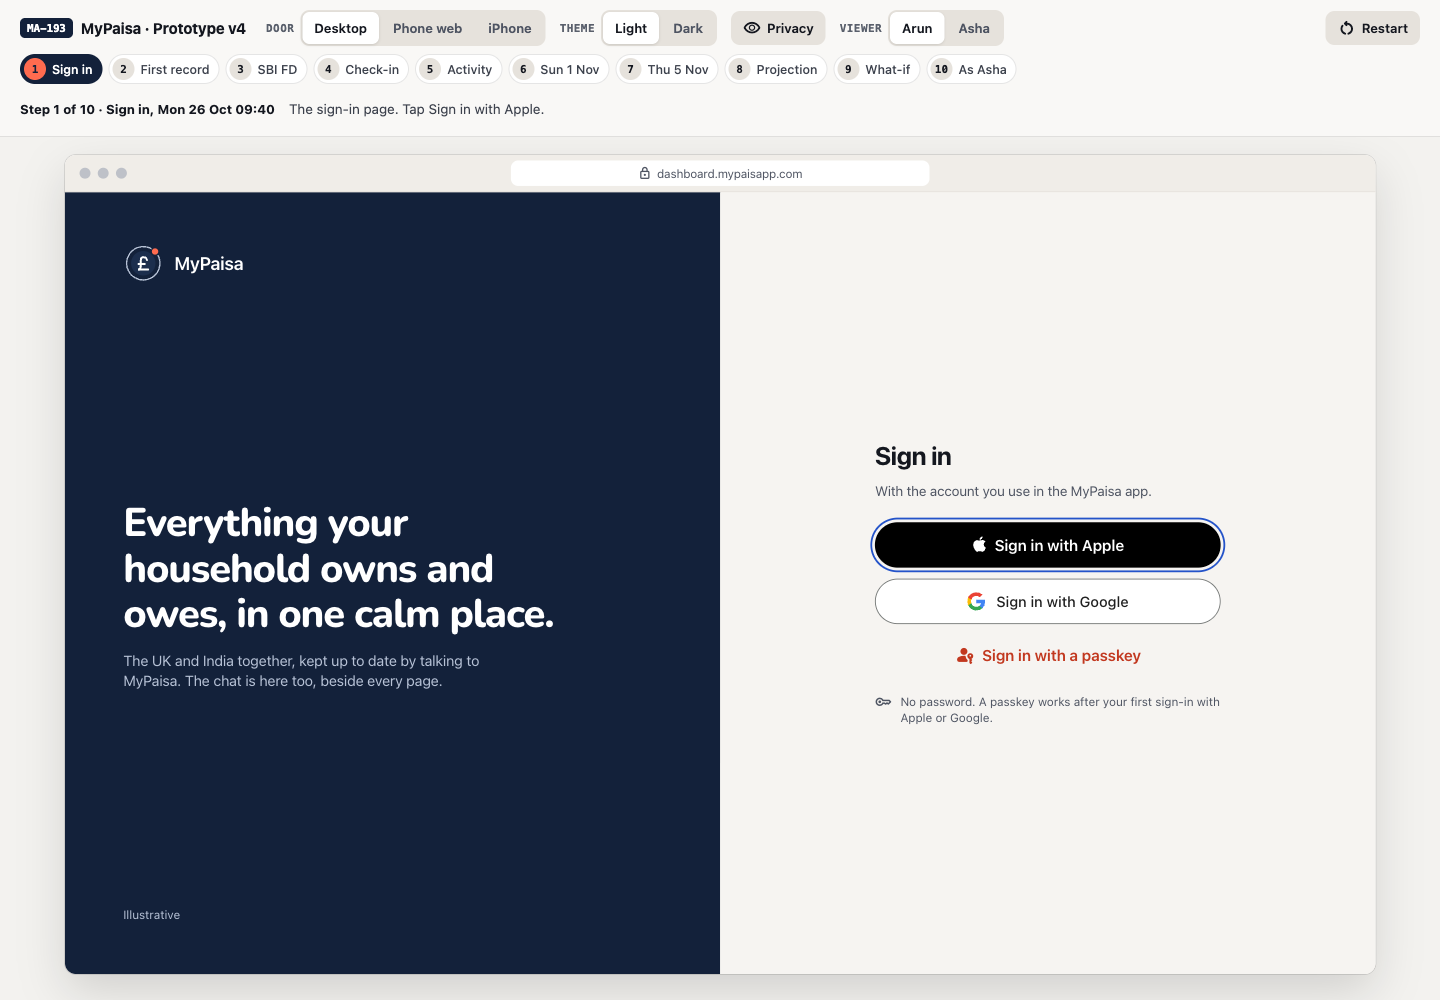 MA-193 MyPaisa · Prototype v4 DOOR Desktop Phone web iPhone THEME Light Dark Privacy VIEWER Arun Asha Restart
1 Sign in 2 First record 3 SBI FD 4 Check-in 5 Activity 6 Sun 1 Nov 7 Thu 5 Nov 8 Projection 9 What-if 10 As Asha
Step 1 of 10 · Sign in, Mon 26 Oct 09:40 The sign-in page. Tap Sign in with Apple.
dashboard.mypaisapp.com
£ MyPaisa
Everything your
household owns and
owes, in one calm place.
The UK and India together, kept up to date by talking to
MyPaisa. The chat is here too, beside every page.
Illustrative
Sign in
With the account you use in the MyPaisa app.
Sign in with Apple
Sign in with Google
Sign in with a passkey
No password. A passkey works after your first sign-in with
Apple or Google.